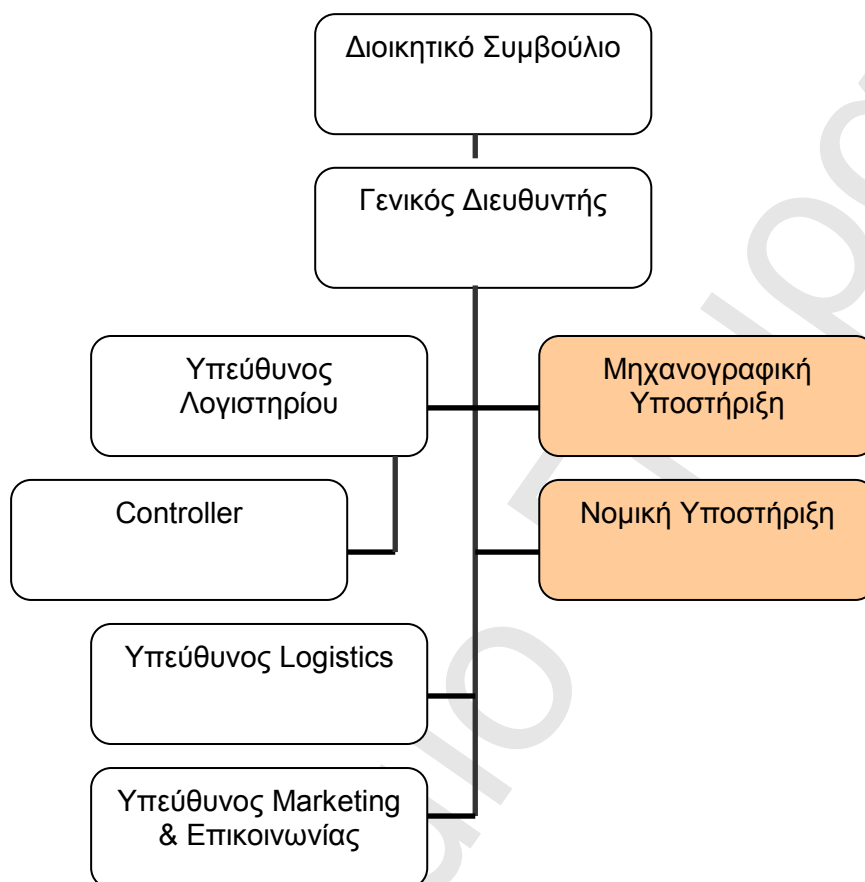 Διοικητικό Συμβούλιο
Γενικός Διευθυντής
Υπεύθυνος
Λογιστηρίου
Μηχανογραφική
Υποστήριξη
Controller
Νομική Υποστήριξη
Υπεύθυνος Logistics
Υπεύθυνος Marketing
& Επικοινωνίας